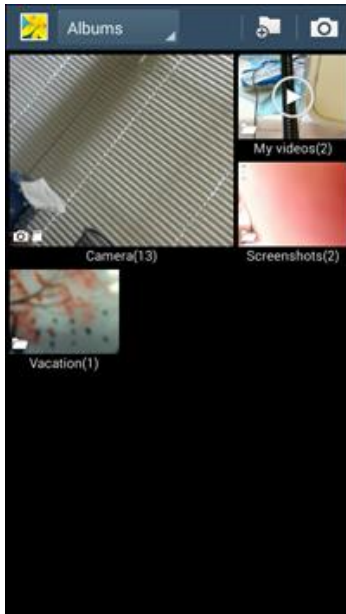 Albums
My videos(2)
Camera(13)
Screenshots(2)
Vacation(1)